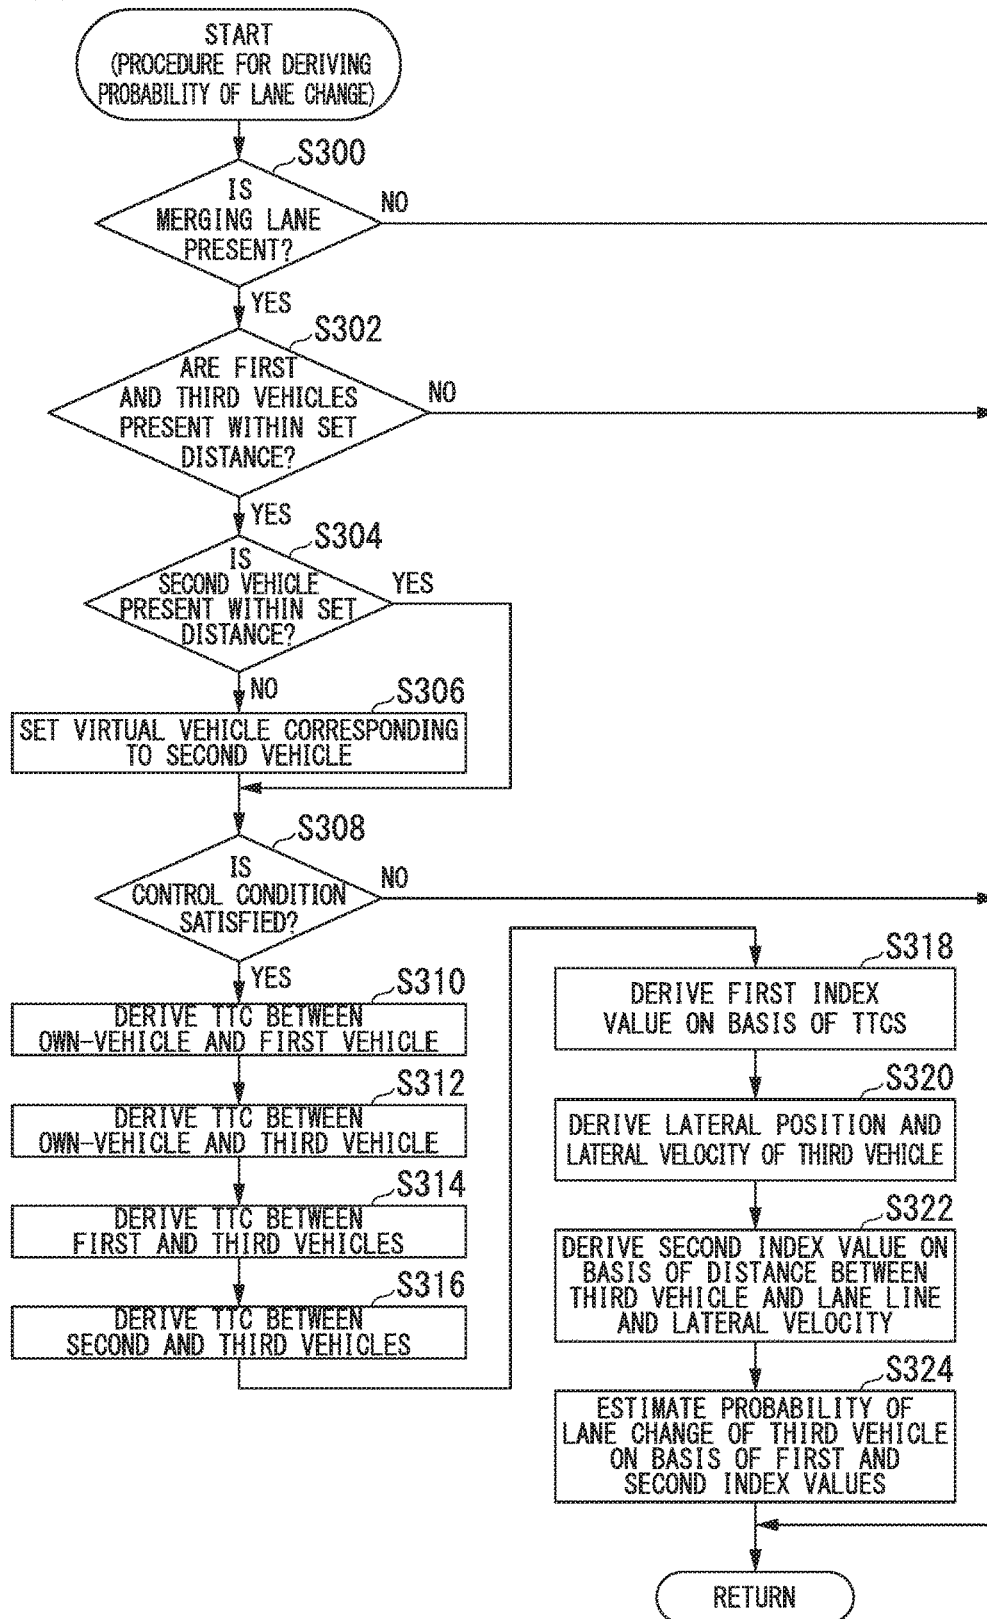 START
(PROCEDURE FOR DERIVING
PROBABILITY OF LANE CHANGE)
S300
IS
MERGING LANE
PRESENT?
NO
YES
S302
ARE FIRST
AND THIRD VEHICLES
PRESENT WITHIN SET
DISTANCE?
NO
YES
S304
IS
SECOND VEHICLE
PRESENT WITHIN SET
DISTANCE?
YES
NO
S306
SET VIRTUAL VEHICLE CORRESPONDING
TO SECOND VEHICLE
S308
IS
CONTROL CONDITION
SATISFIED?
NO
YES
S310
DERIVE TTC BETWEEN
OWN-VEHICLE AND FIRST VEHICLE
S312
DERIVE TTC BETWEEN
OWN-VEHICLE AND THIRD VEHICLE
S314
DERIVE TTC BETWEEN
FIRST AND THIRD VEHICLES
S316
DERIVE TTC BETWEEN
SECOND AND THIRD VEHICLES
S318
DERIVE FIRST INDEX
VALUE ON BASIS OF TTCS
S320
DERIVE LATERAL POSITION AND
LATERAL VELOCITY OF THIRD VEHICLE
S322
DERIVE SECOND INDEX VALUE ON
BASIS OF DISTANCE BETWEEN
THIRD VEHICLE AND LANE LINE
AND LATERAL VELOCITY
S324
ESTIMATE PROBABILITY OF
LANE CHANGE OF THIRD VEHICLE
ON BASIS OF FIRST AND
SECOND INDEX VALUES
RETURN